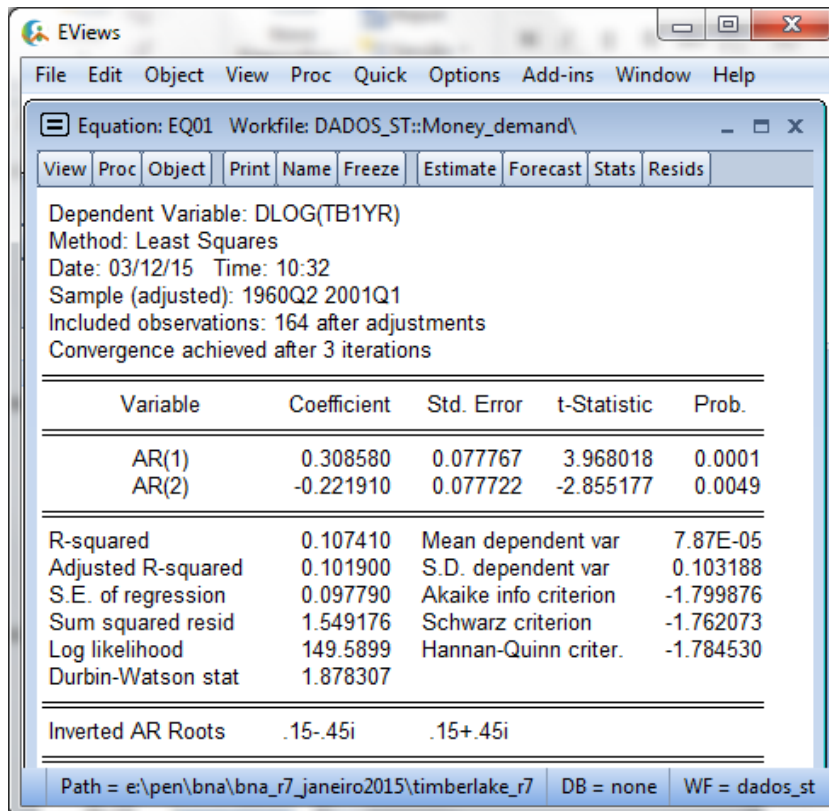 EViews
File Edit Object View Proc Quick Options Add-ins Window Help
Equation: EQ01 Workfile: DADOS_ST::Money_demand\
View Proc Object Print Name Freeze Estimate Forecast Stats Resids
Dependent Variable: DLOG(TB1YR)
Method: Least Squares
Date: 03/12/15 Time: 10:32
Sample (adjusted): 1960Q2 2001Q1
Included observations: 164 after adjustments
Convergence achieved after 3 iterations
Variable Coefficient Std. Error t-Statistic Prob.
AR(1) 0.308580 0.077767 3.968018 0.0001
AR(2) -0.221910 0.077722 -2.855177 0.0049
R-squared 0.107410 Mean dependent var 7.87E-05
Adjusted R-squared 0.101900 S.D. dependent var 0.103188
S.E. of regression 0.097790 Akaike info criterion -1.799876
Sum squared resid 1.549176 Schwarz criterion -1.762073
Log likelihood 149.5899 Hannan-Quinn criter. -1.784530
Durbin-Watson stat 1.878307
Inverted AR Roots .15-.45i .15+.45i
Path = e:\pen\bna\bna_r7_janeiro2015\timberlake_r7 DB = none WF = dados_st